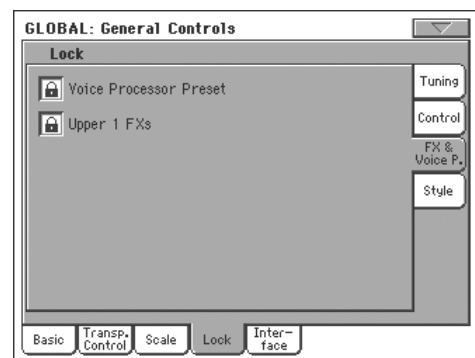 GLOBAL: General Controls
Lock
Voice Processor Preset
Upper 1 FXs
Tuning
Control
FX &
Voice P.
Style
Basic
Transp.
Control
Scale
Lock
Inter-
face